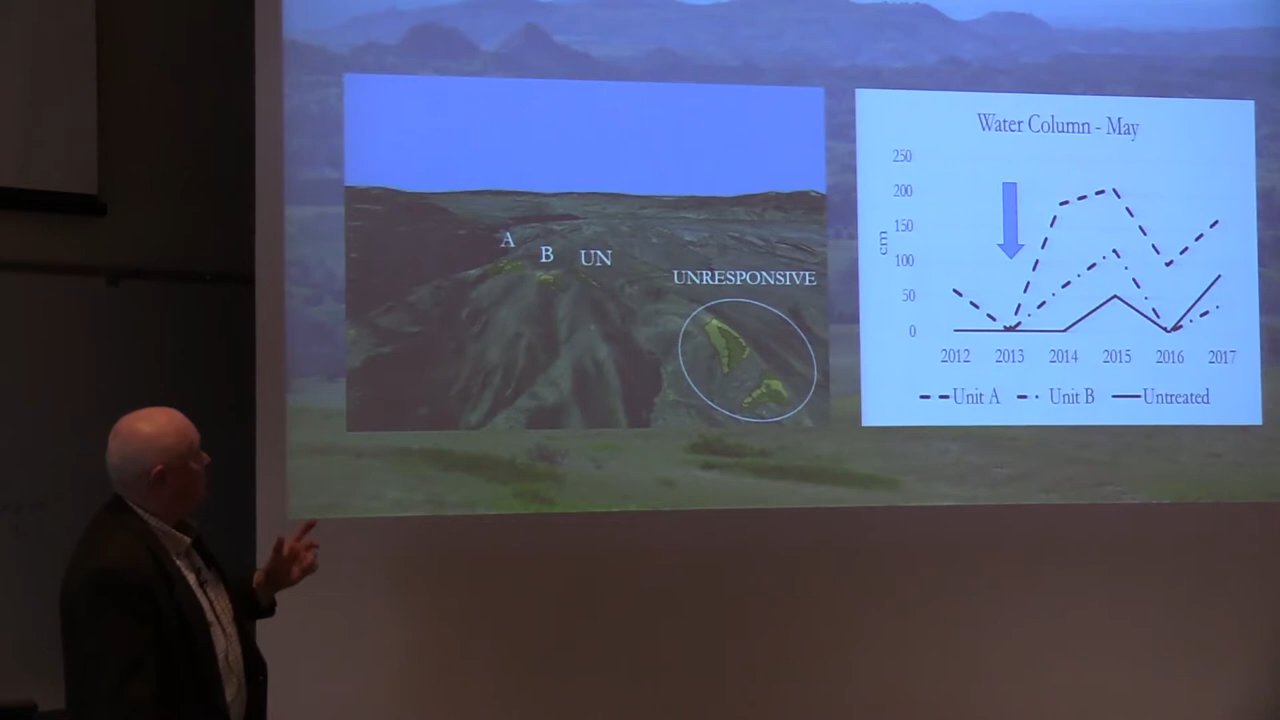 A
B
UN
UNRESPONSIVE
Water Column - May
250
200
150
100
50
0
cm
2012 2013 2014 2015 2016 2017
Unit A Unit B Untreated